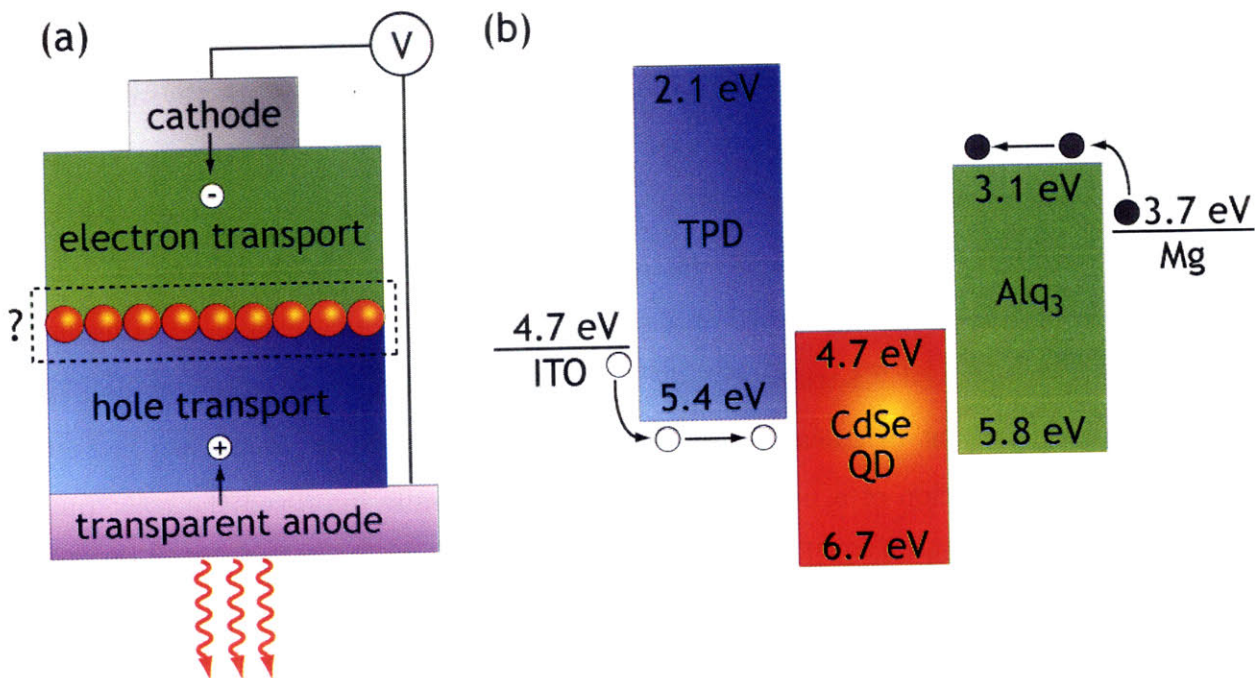 (a)
V
cathode
-
electron transport
?
hole transport
+
transparent anode
(b)
2.1 eV
TPD
5.4 eV
4.7 eV
ITO
4.7 eV
CdSe
QD
6.7 eV
3.1 eV
Alq₃
5.8 eV
3.7 eV
Mg